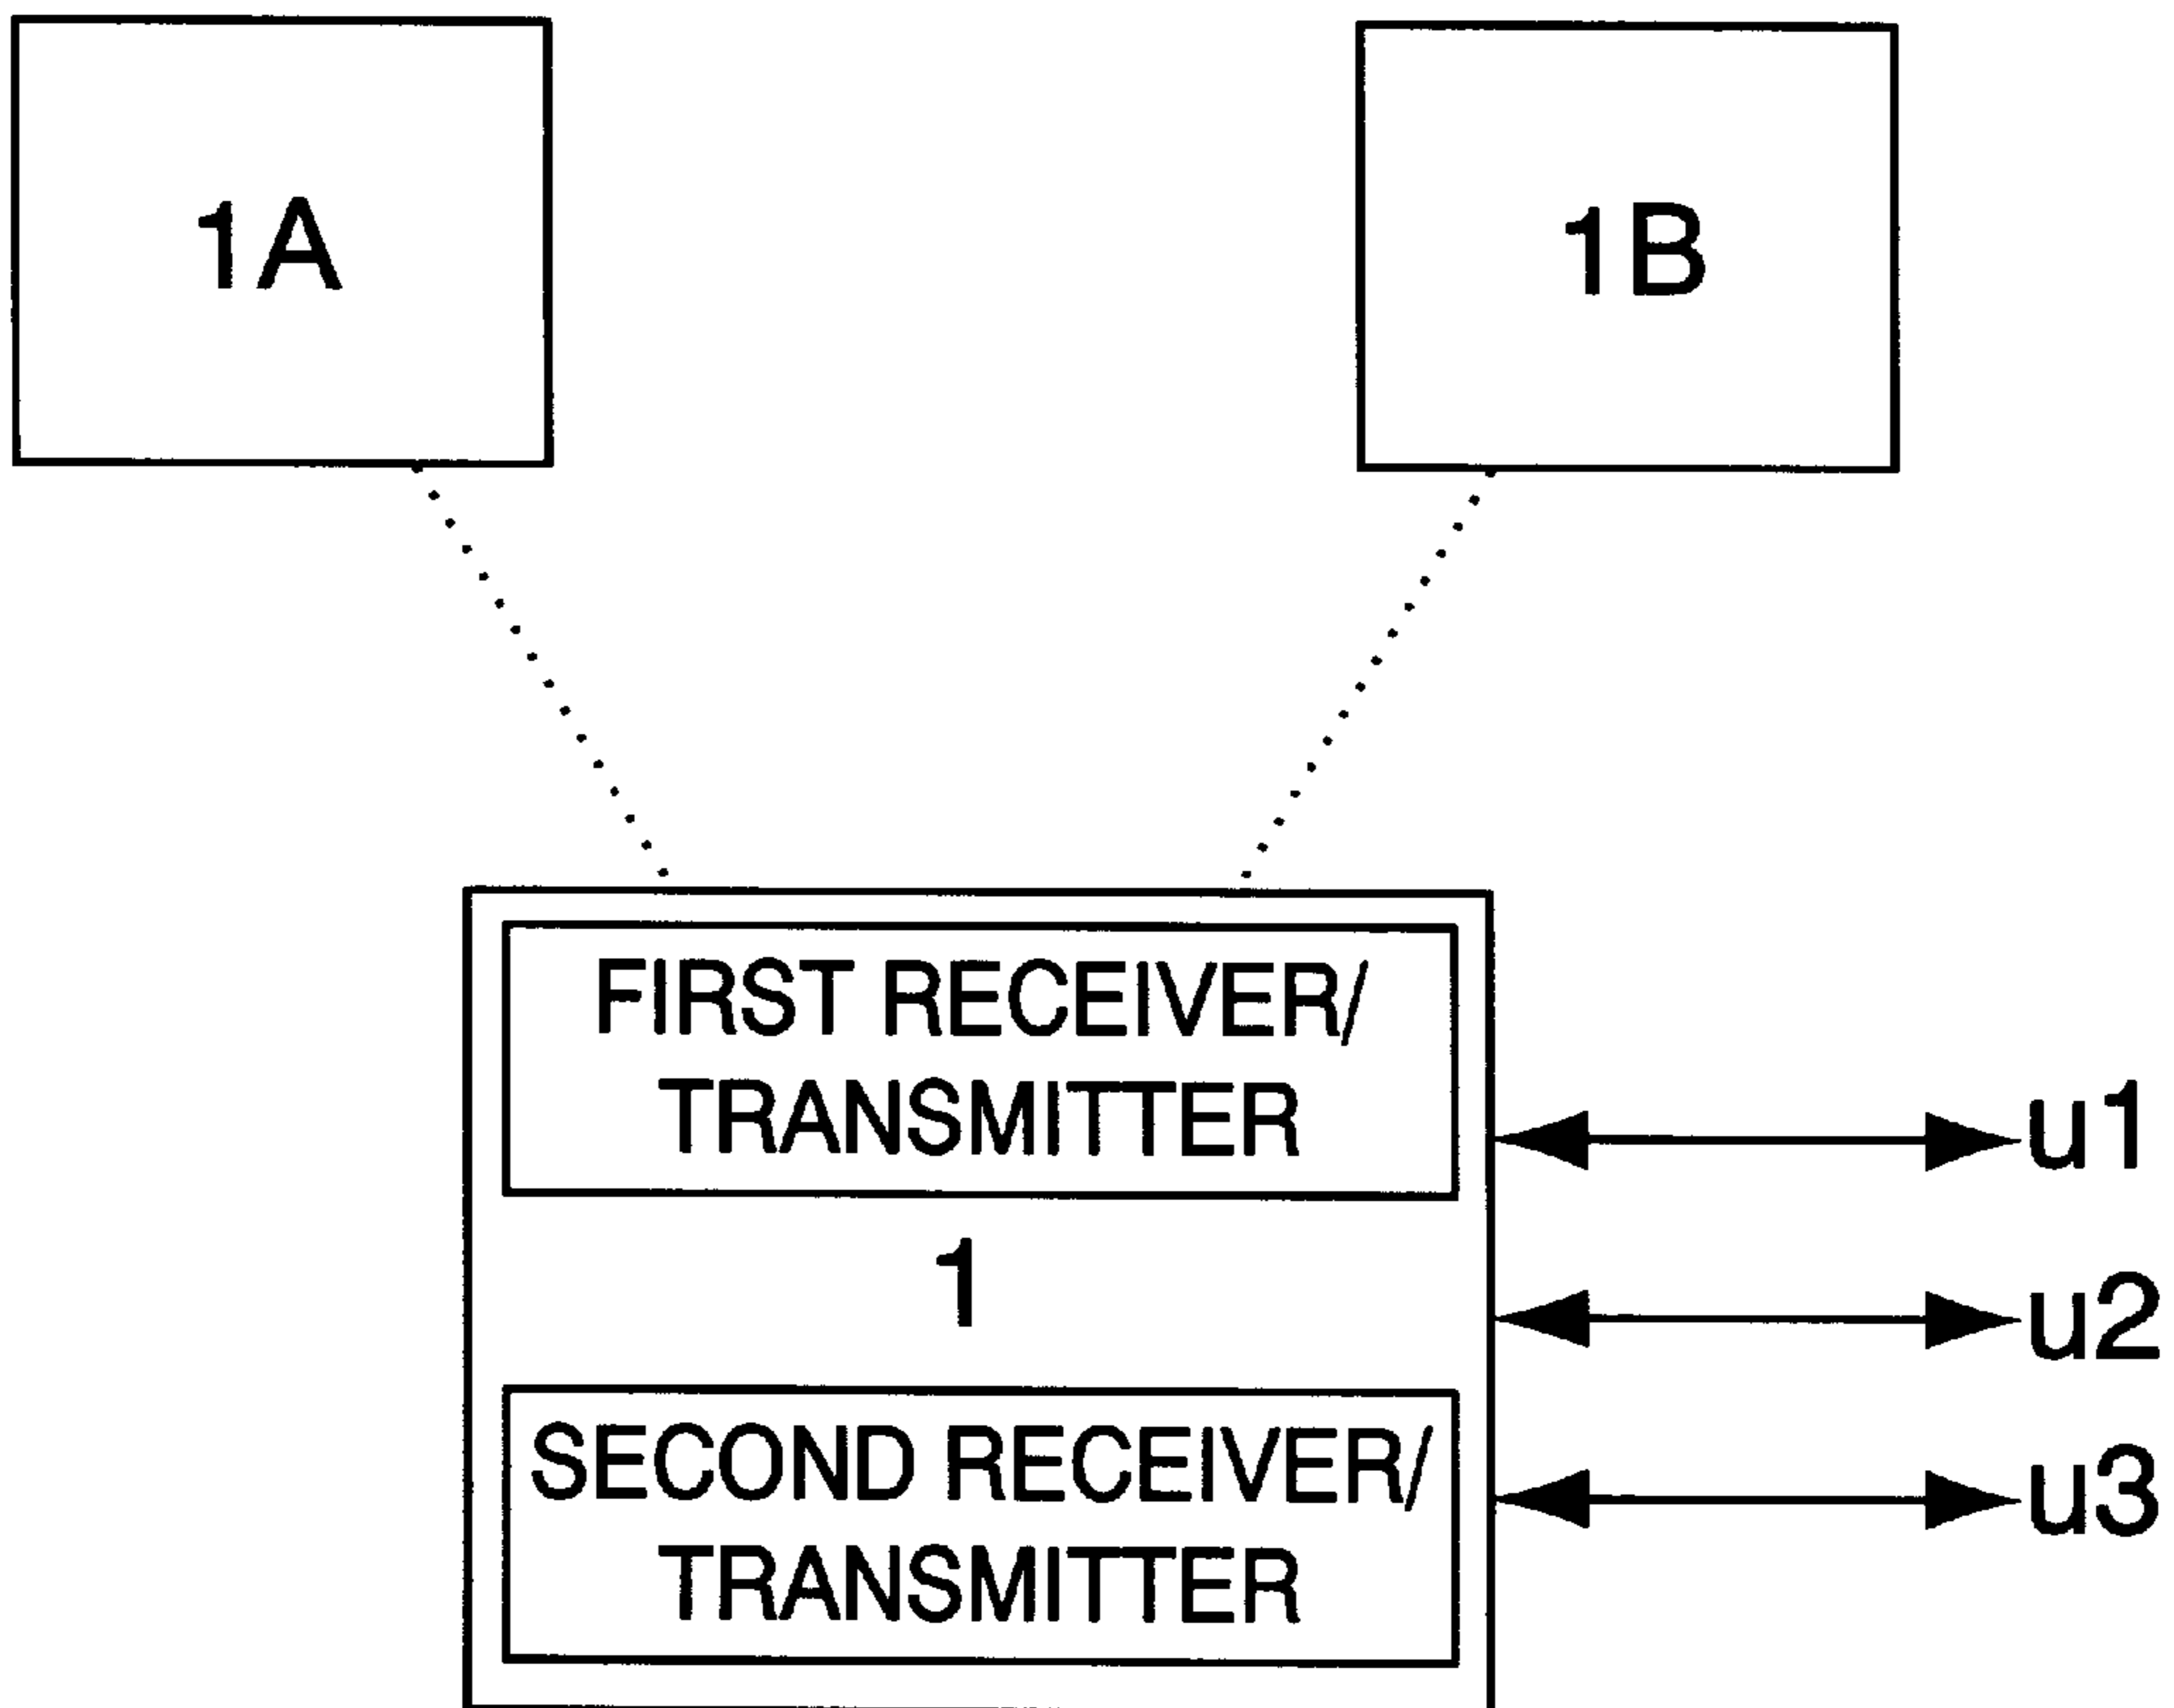 1A
1B
FIRST RECEIVER/
TRANSMITTER
1
SECOND RECEIVER/
TRANSMITTER
u1
u2
u3